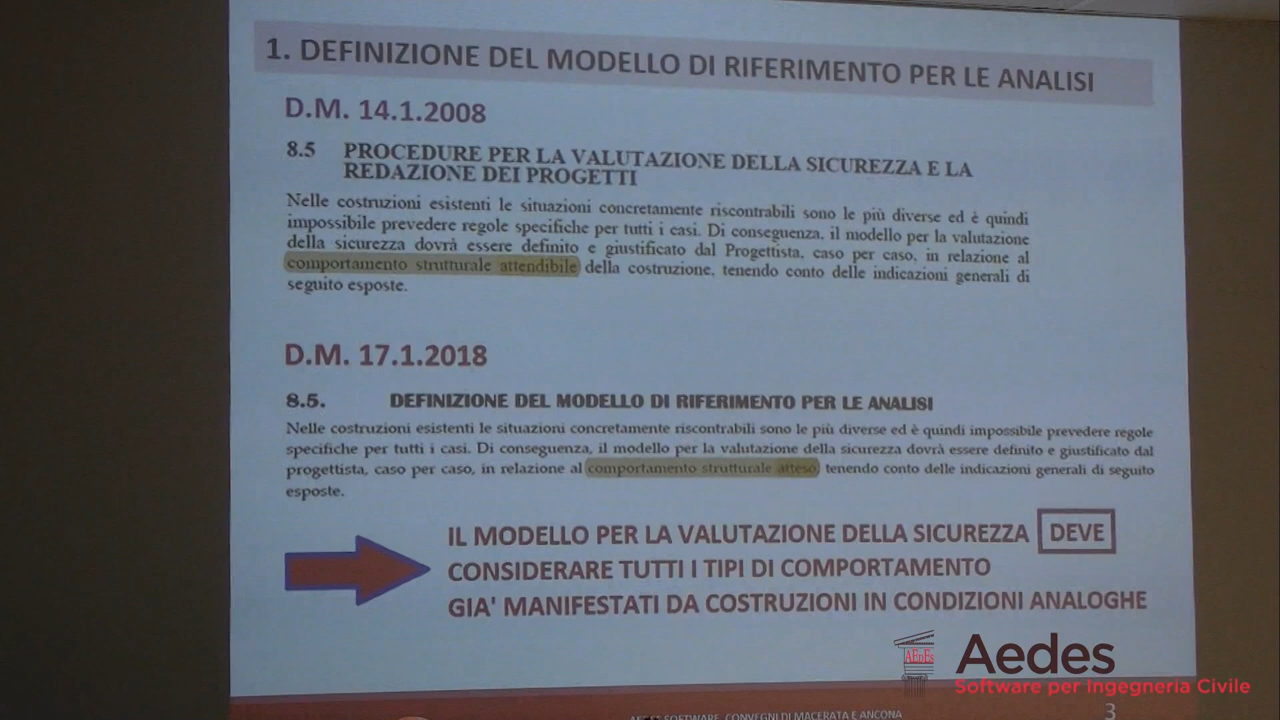 1. DEFINIZIONE DEL MODELLO DI RIFERIMENTO PER LE ANALISI
D.M. 14.1.2008
8.5 PROCEDURE PER LA VALUTAZIONE DELLA SICUREZZA E LA
REDAZIONE DEI PROGETTI
Nelle costruzioni esistenti le situazioni concretamente riscontrabili sono le più diverse ed è quindi
impossibile prevedere regole specifiche per tutti i casi. Di conseguenza, il modello per la valutazione
della sicurezza dovrà essere definito e giustificato dal Progettista, caso per caso, in relazione al
comportamento strutturale attendibile della costruzione, tenendo conto delle indicazioni generali di
seguito esposte.
D.M. 17.1.2018
8.5. DEFINIZIONE DEL MODELLO DI RIFERIMENTO PER LE ANALISI
Nelle costruzioni esistenti le situazioni concretamente riscontrabili sono le più diverse ed è quindi impossibile prevedere regole
specifiche per tutti i casi. Di conseguenza, il modello per la valutazione della sicurezza dovrà essere definito e giustificato dal
progettista, caso per caso, in relazione al comportamento strutturale atteso tenendo conto delle indicazioni generali di seguito
esposte.
IL MODELLO PER LA VALUTAZIONE DELLA SICUREZZA DEVE
CONSIDERARE TUTTI I TIPI DI COMPORTAMENTO
GIA' MANIFESTATI DA COSTRUZIONI IN CONDIZIONI ANALOGHE
AEdEs
Aedes
Software per Ingegneria Civile
AEDES SOFTWARE, CONVEGNI DI MACERATA E ANCONA
3